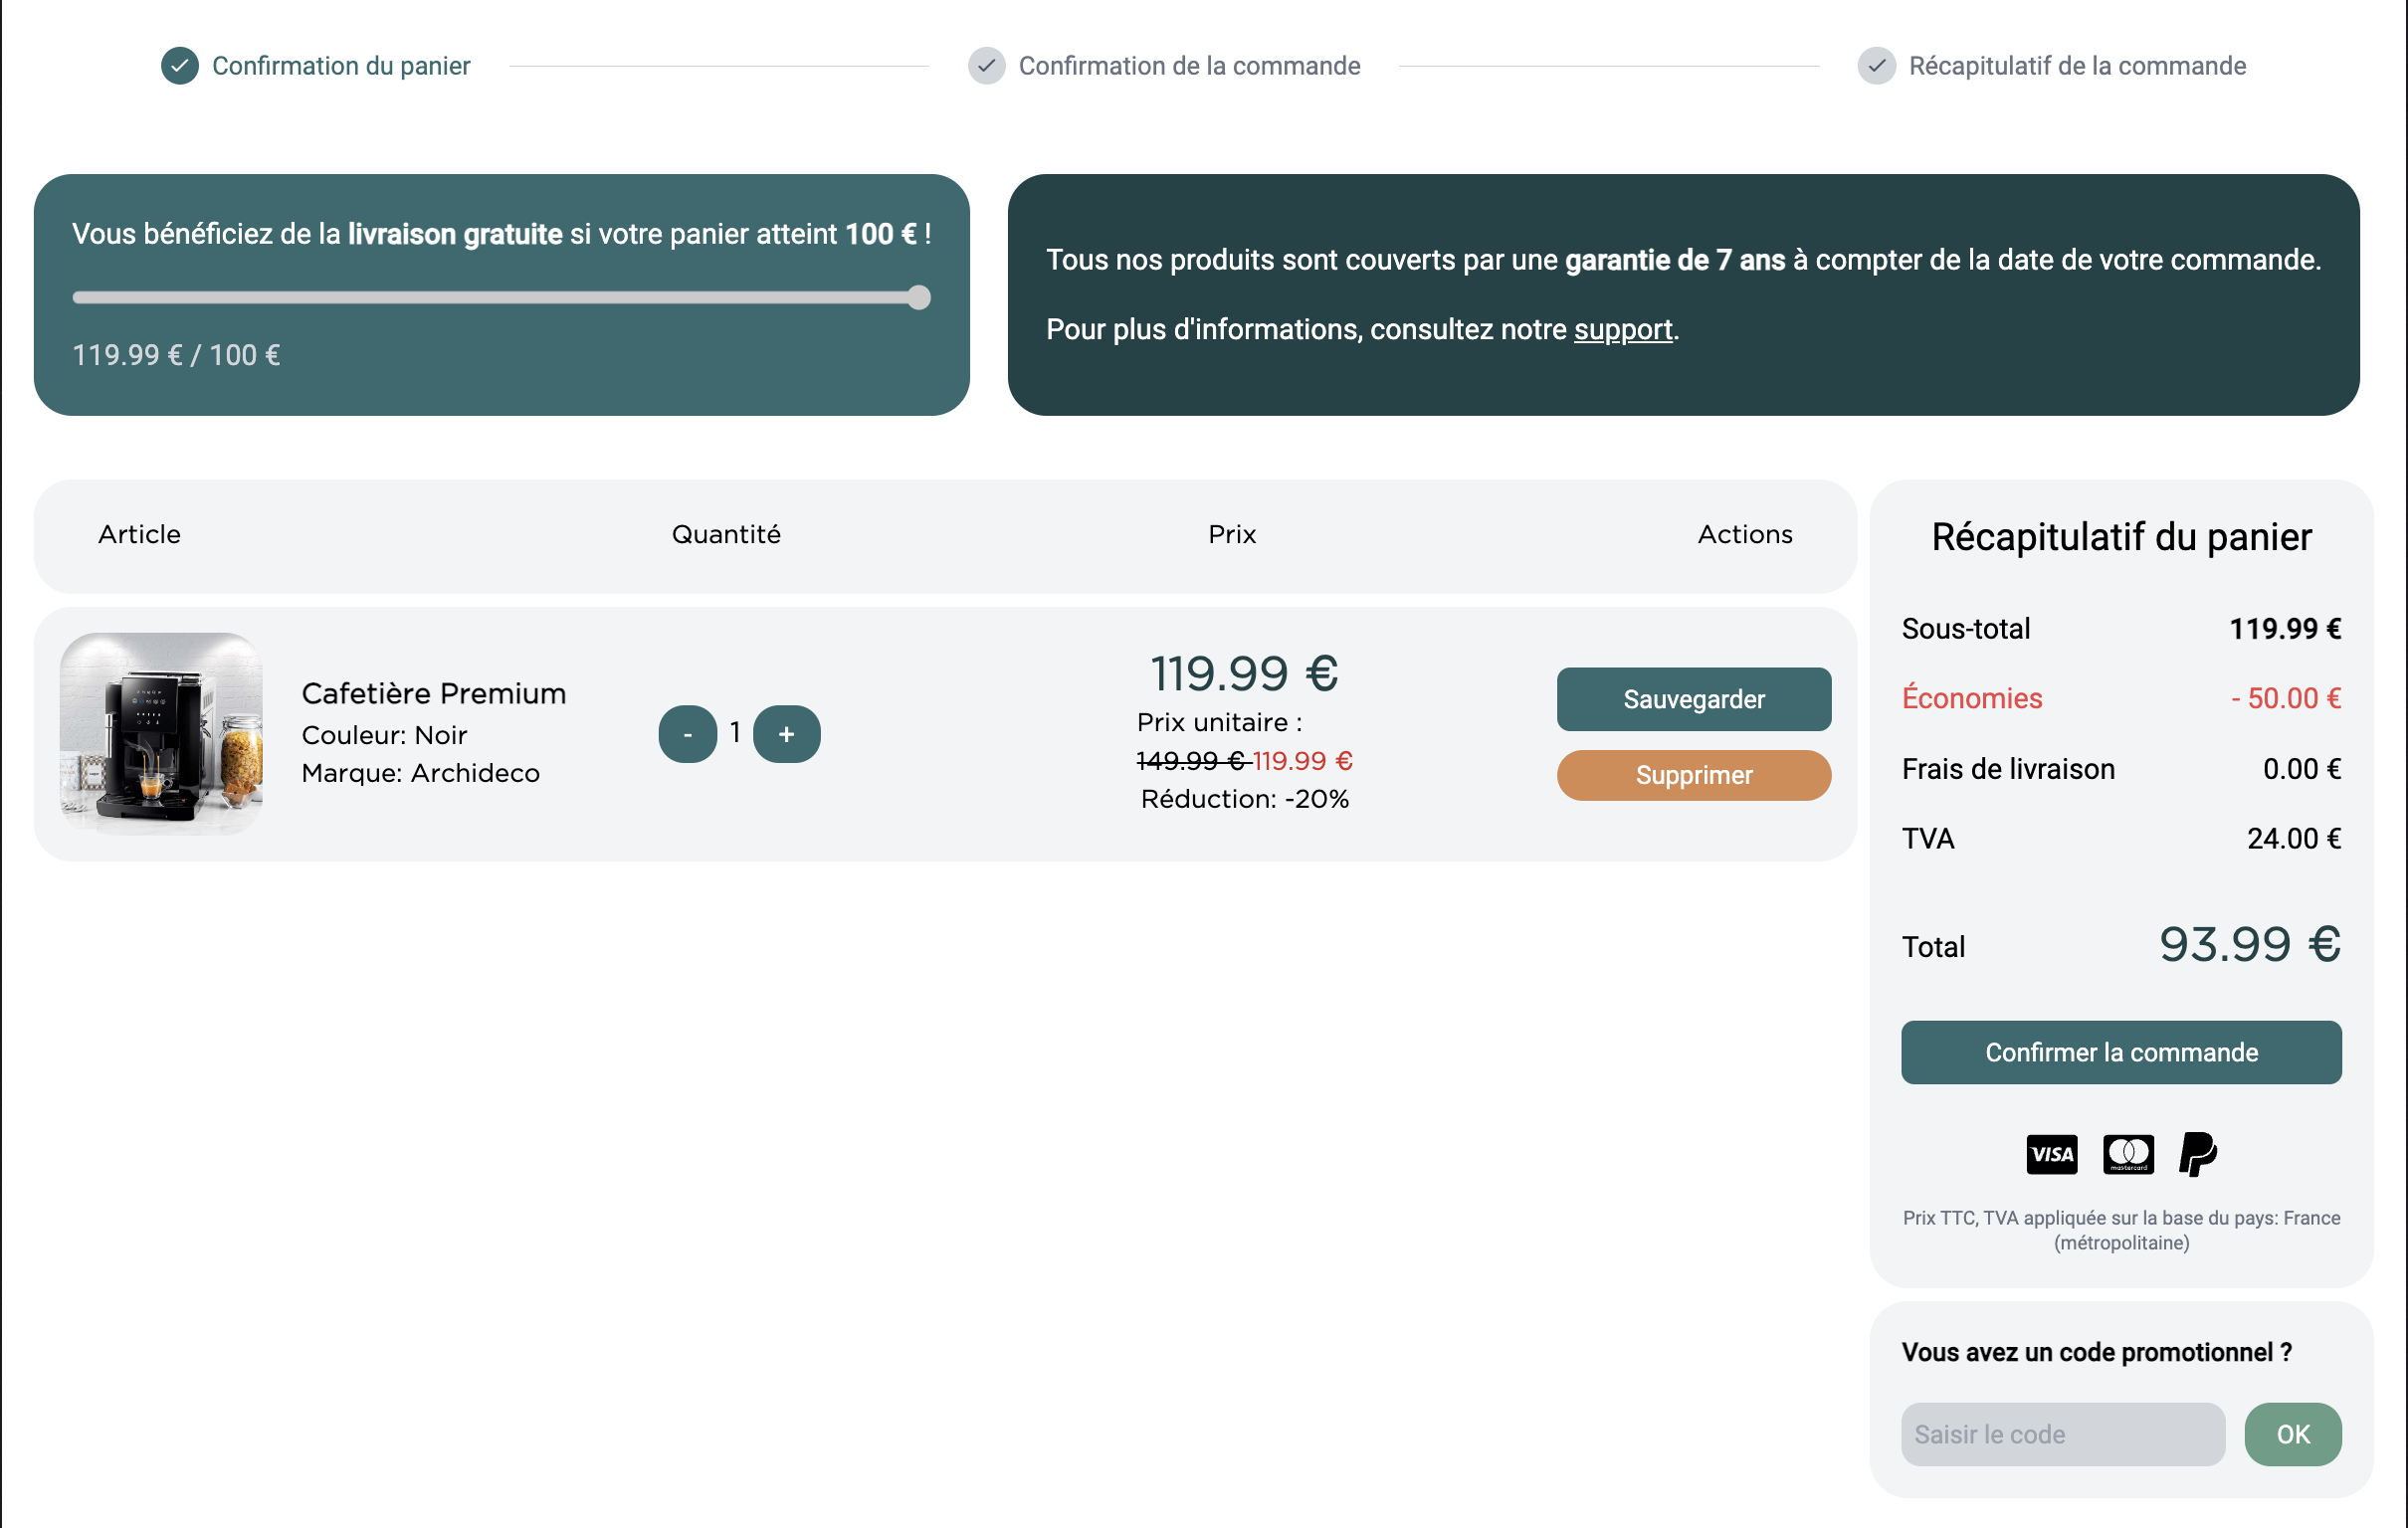 Confirmation du panier
Confirmation de la commande
Récapitulatif de la commande
Vous bénéficiez de la livraison gratuite si votre panier atteint 100 € !
119.99 € / 100 €
Tous nos produits sont couverts par une garantie de 7 ans à compter de la date de votre commande.
Pour plus d'informations, consultez notre support.
Article
Quantité
Prix
Actions
Cafetière Premium
Couleur: Noir
Marque: Archideco
- 1 +
119.99 €
Prix unitaire :
149.99 € 119.99 €
Réduction: -20%
Sauvegarder
Supprimer
Récapitulatif du panier
Sous-total 119.99 €
Économies - 50.00 €
Frais de livraison 0.00 €
TVA 24.00 €
Total 93.99 €
Confirmer la commande
VISA
mastercard
Prix TTC, TVA appliquée sur la base du pays: France
(métropolitaine)
Vous avez un code promotionnel ?
Saisir le code
OK